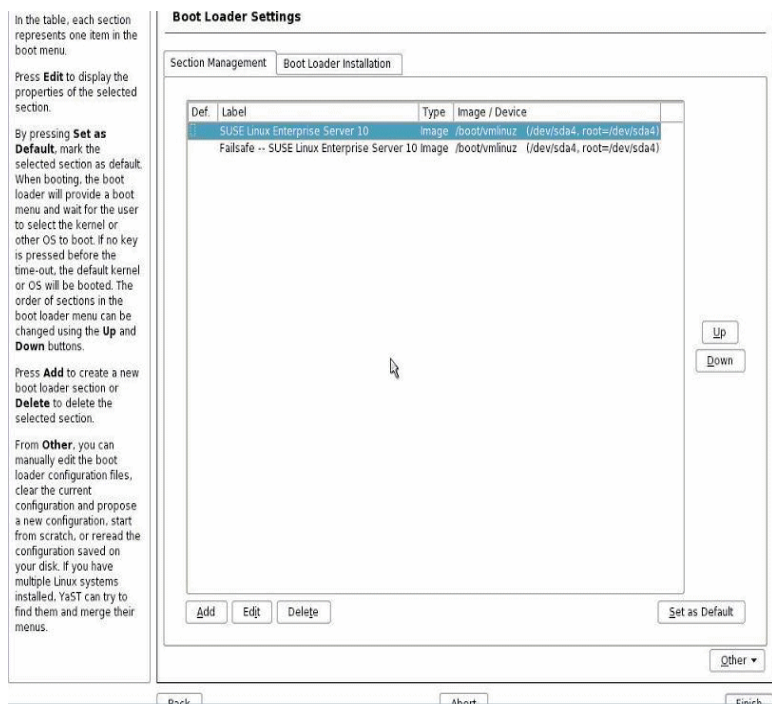 In the table, each section
represents one item in the
boot menu.
Press Edit to display the
properties of the selected
section.
By pressing Set as
Default, mark the
selected section as default.
When booting, the boot
loader will provide a boot
menu and wait for the user
to select the kernel or
other OS to boot. If no key
is pressed before the
time-out, the default kernel
or OS will be booted. The
order of sections in the
boot loader menu can be
changed using the Up and
Down buttons.
Press Add to create a new
boot loader section or
Delete to delete the
selected section.
From Other, you can
manually edit the boot
loader configuration files,
clear the current
configuration and propose
a new configuration, start
from scratch, or reread the
configuration saved on
your disk. If you have
multiple Linux systems
installed, YaST can try to
find them and merge their
menus.
Boot Loader Settings
Section Management Boot Loader Installation
Def. Label Type Image / Device
SUSE Linux Enterprise Server 10 Image /boot/vmlinuz (/dev/sda4, root=/dev/sda4)
Failsafe -- SUSE Linux Enterprise Server 10 Image /boot/vmlinuz (/dev/sda4, root=/dev/sda4)
Up
Down
Add Edit Delete Set as Default
Other
Back Abort Finish